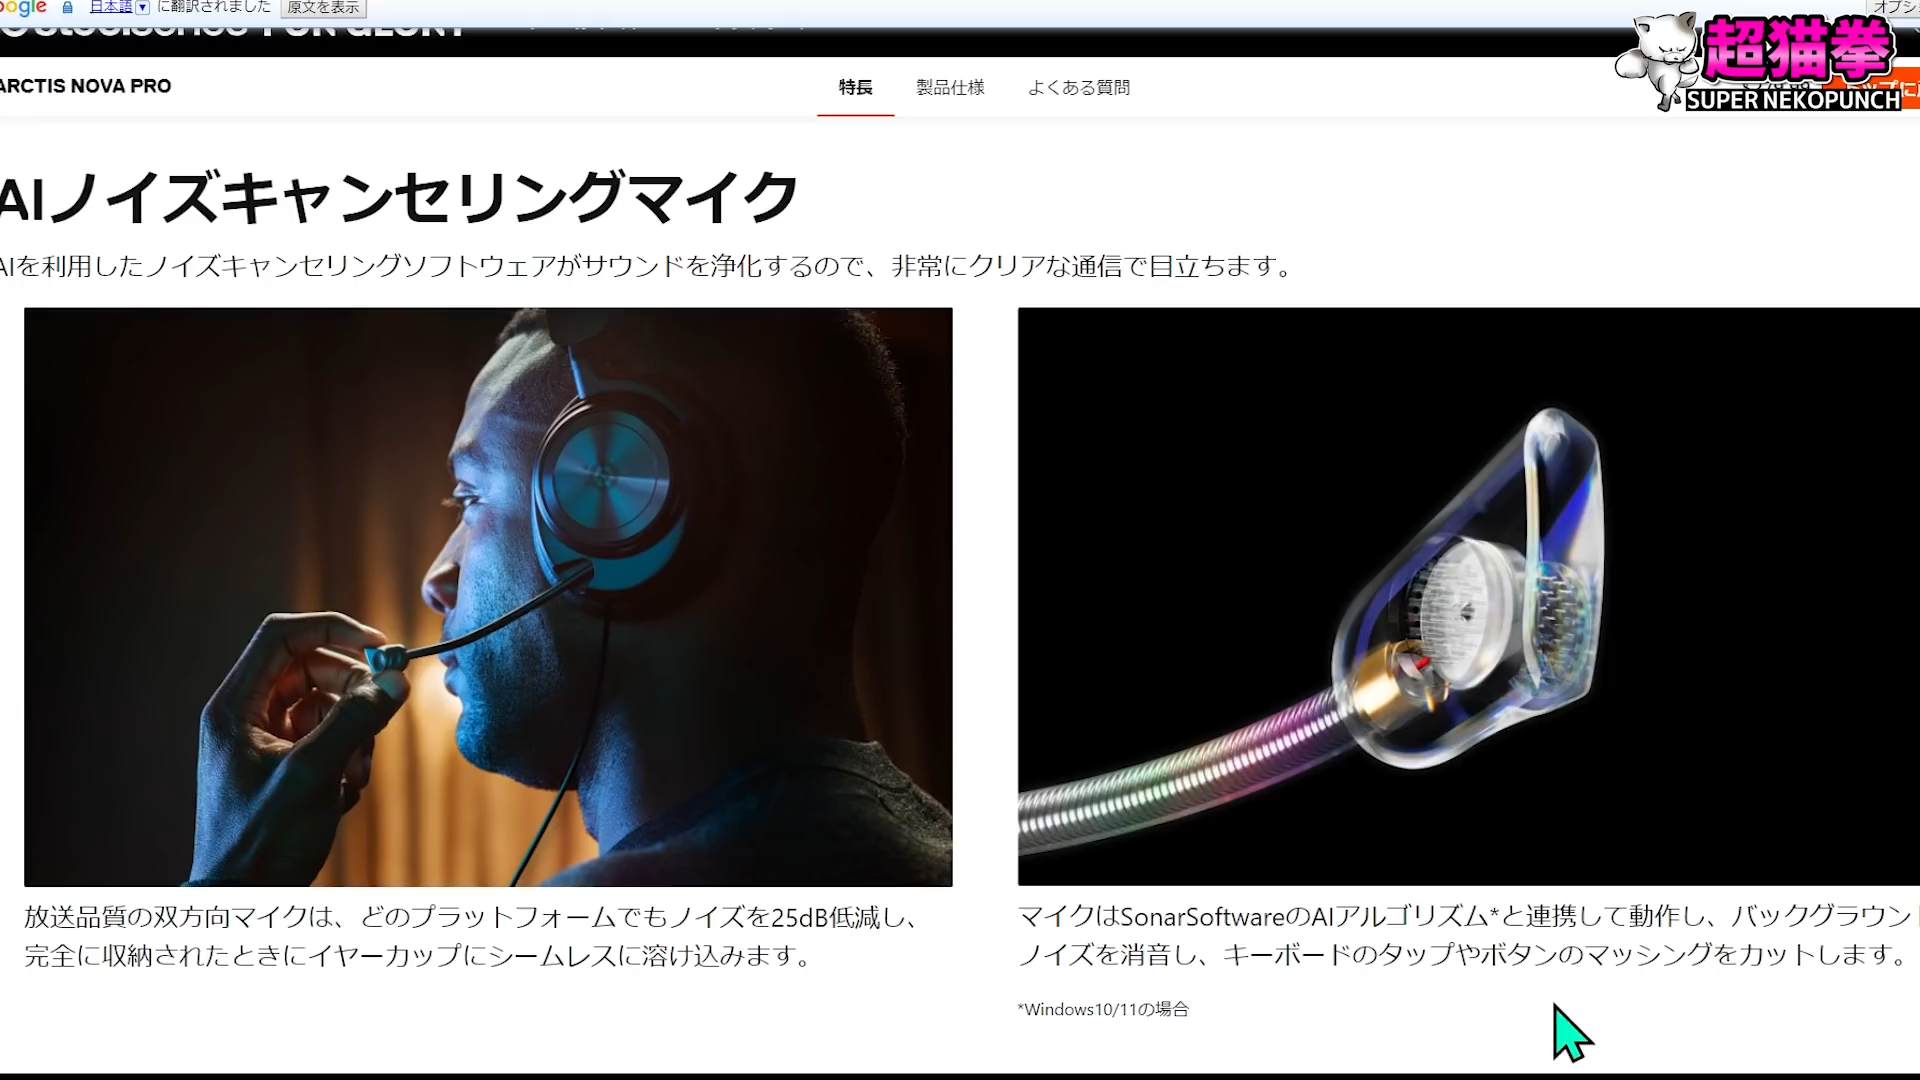 日本語 に翻訳されました 原文を表示
steelseries FOR GLORY
超猫拳
SUPER NEKOPUNCH
ARCTIS NOVA PRO
特長 製品仕様 よくある質問
AIノイズキャンセリングマイク
AIを利用したノイズキャンセリングソフトウェアがサウンドを浄化するので、非常にクリアな通信で目立ちます。
放送品質の双方向マイクは、どのプラットフォームでもノイズを25dB低減し、
完全に収納されたときにイヤーカップにシームレスに溶け込みます。
マイクはSonarSoftwareのAIアルゴリズム*と連携して動作し、バックグラウン
ノイズを消音し、キーボードのタップやボタンのマッシングをカットします。
*Windows10/11の場合